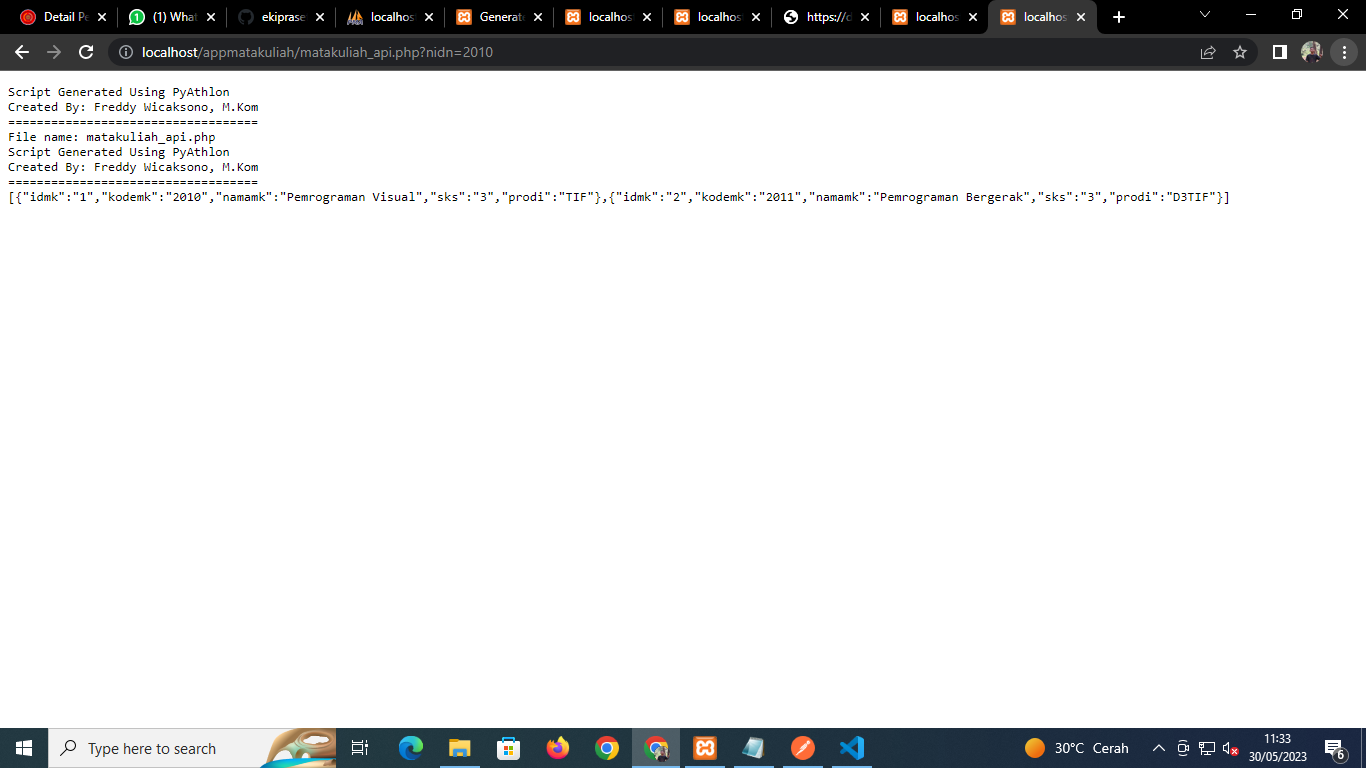 Detail Pe
(1) What
ekiprase
localhos
Generate
localhos
localhos
https://d
localhos
localhos
localhost/appmatakuliah/matakuliah_api.php?nidn=2010
Script Generated Using PyAthlon
Created By: Freddy Wicaksono, M.Kom
===================================
File name: matakuliah_api.php
Script Generated Using PyAthlon
Created By: Freddy Wicaksono, M.Kom
===================================
[{"idmk":"1","kodemk":"2010","namamk":"Pemrograman Visual","sks":"3","prodi":"TIF"},{"idmk":"2","kodemk":"2011","namamk":"Pemrograman Bergerak","sks":"3","prodi":"D3TIF"}]
Type here to search
30°C Cerah
11:33
30/05/2023
6